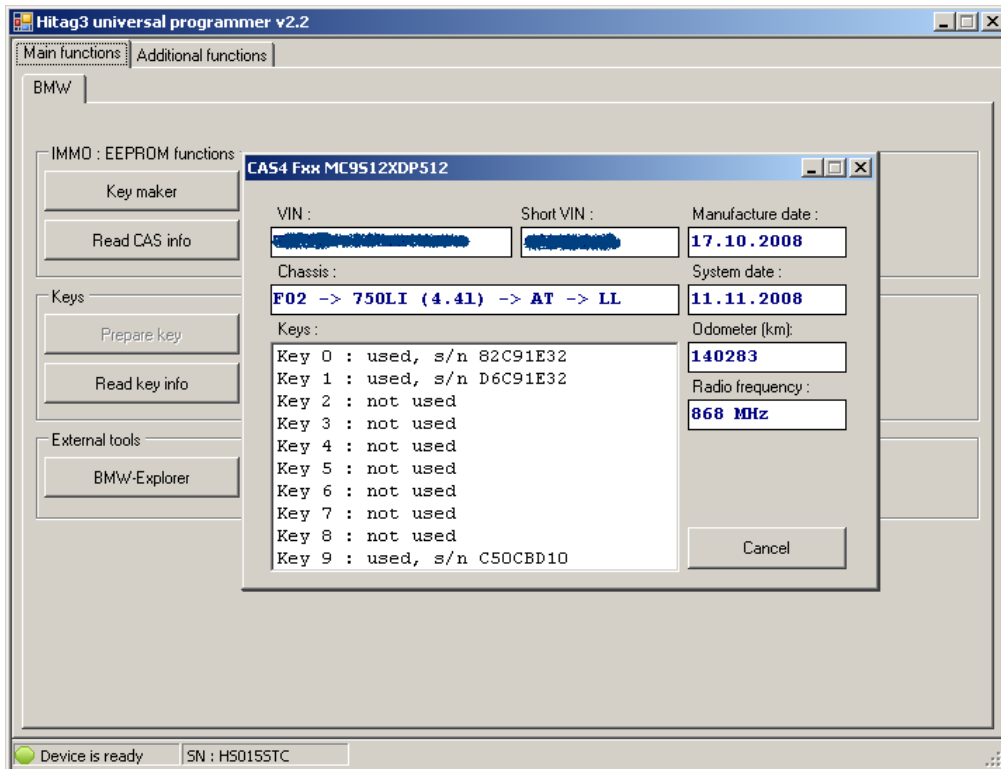 Hitag3 universal programmer v2.2
Main functions
Additional functions
BMW
IMMO : EEPROM functions
Key maker
Read CAS info
Keys
Prepare key
Read key info
External tools
BMW-Explorer
CAS4 Fxx MC9S12XDP512
VIN :
Short VIN :
Manufacture date :
17.10.2008
Chassis :
System date :
F02 -> 750LI (4.4l) -> AT -> LL
11.11.2008
Keys :
Odometer (km):
140283
Radio frequency :
868 MHz
Key 0 : used, s/n 82C91E32
Key 1 : used, s/n D6C91E32
Key 2 : not used
Key 3 : not used
Key 4 : not used
Key 5 : not used
Key 6 : not used
Key 7 : not used
Key 8 : not used
Key 9 : used, s/n C50CBD10
Cancel
Device is ready
SN : HS015STC